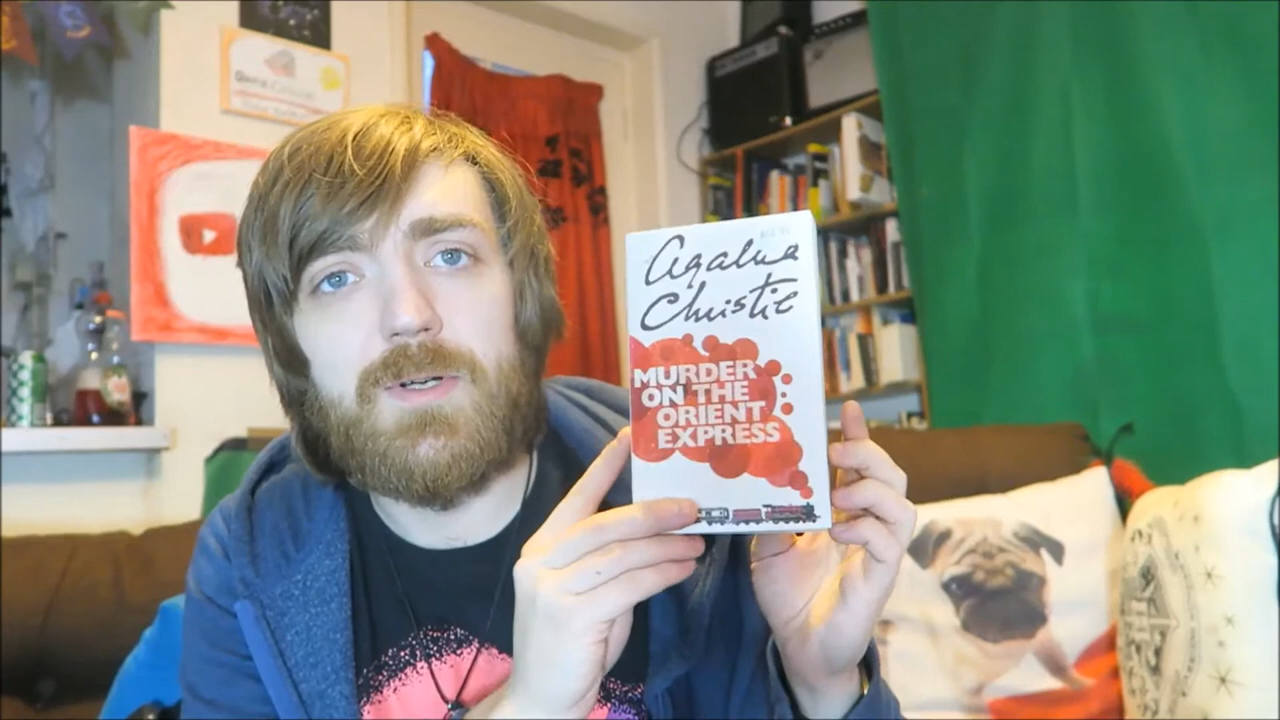 Agatha
Christie
MURDER
ON THE
ORIENT
EXPRESS